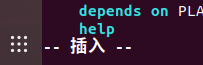 depends on PLA
help
-- 插入 --